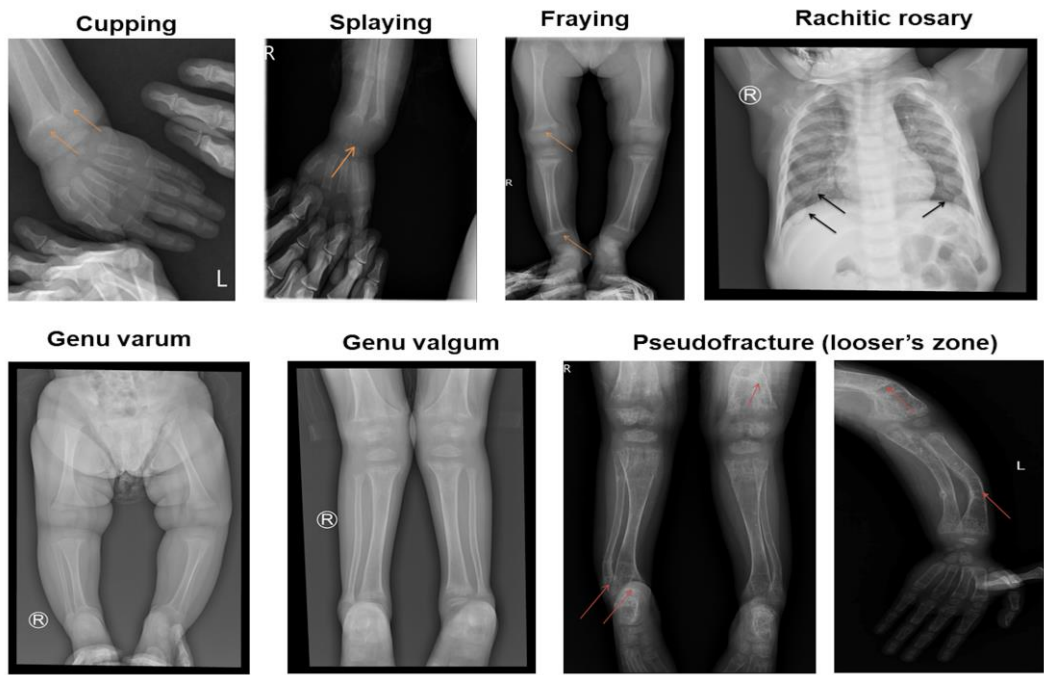 Cupping
Splaying
Fraying
Rachitic rosary
R
R
R
L
Genu varum
Genu valgum
Pseudofracture (looser's zone)
R
R
R
L